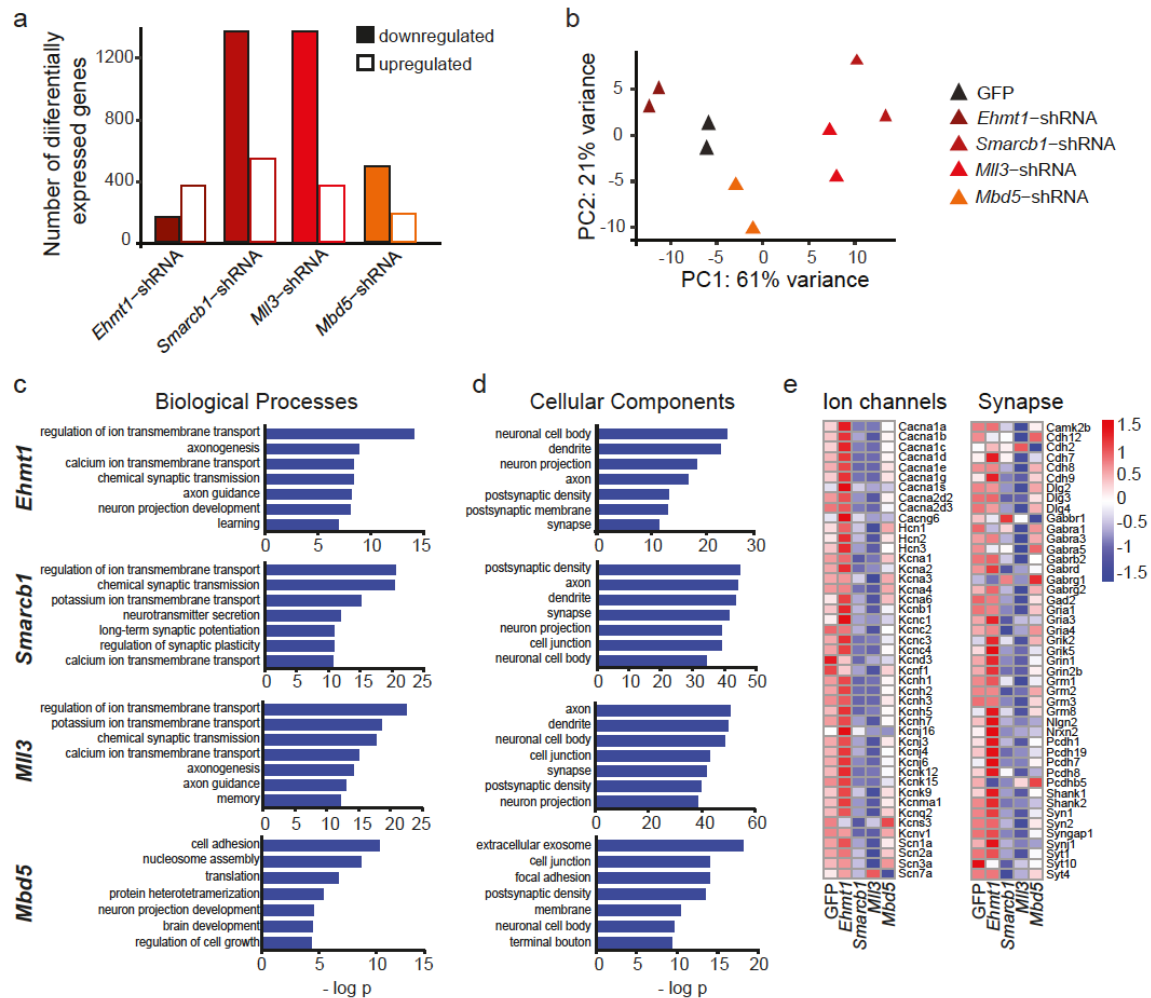 a
Number of diferentially
expressed genes
1200
800
400
0
downregulated
upregulated
Ehmt1-shRNA
Smarcb1-shRNA
Mll3-shRNA
Mbd5-shRNA
b
PC2: 21% variance
5
0
-5
-10
-10
-5
0
5
10
PC1: 61% variance
GFP
Ehmt1-shRNA
Smarcb1-shRNA
Mll3-shRNA
Mbd5-shRNA
c
Biological Processes
Ehmt1
regulation of ion transmembrane transport
axonogenesis
calcium ion transmembrane transport
chemical synaptic transmission
axon guidance
neuron projection development
learning
0 5 10 15
Smarcb1
regulation of ion transmembrane transport
chemical synaptic transmission
potassium ion transmembrane transport
neurotransmitter secretion
long-term synaptic potentiation
regulation of synaptic plasticity
calcium ion transmembrane transport
0 5 10 15 20 25
Mll3
regulation of ion transmembrane transport
potassium ion transmembrane transport
chemical synaptic transmission
calcium ion transmembrane transport
axonogenesis
axon guidance
memory
0 5 10 15 20 25
Mbd5
cell adhesion
nucleosome assembly
translation
protein heterotetramerization
neuron projection development
brain development
regulation of cell growth
0 5 10 15
- log p
d
Cellular Components
neuronal cell body
dendrite
neuron projection
axon
postsynaptic density
postsynaptic membrane
synapse
0 10 20 30
postsynaptic density
axon
dendrite
synapse
neuron projection
cell junction
neuronal cell body
0 10 20 30 40 50
axon
dendrite
neuronal cell body
cell junction
synapse
postsynaptic density
neuron projection
0 20 40 60
extracellular exosome
cell junction
focal adhesion
postsynaptic density
membrane
neuronal cell body
terminal bouton
0 5 10 15 20
- log p
e
Ion channels
Cacna1a
Cacna1b
Cacna1c
Cacna1d
Cacna1e
Cacna1g
Cacna1s
Cacna2d2
Cacna2d3
Cacng6
Hcn1
Hcn2
Hcn3
Kcna1
Kcna2
Kcna3
Kcna4
Kcna6
Kcnb1
Kcnc1
Kcnc2
Kcnc3
Kcnc4
Kcnd3
Kcnf1
Kcnh1
Kcnh2
Kcnh3
Kcnh5
Kcnh7
Kcnj16
Kcnj3
Kcnj4
Kcnj6
Kcnk12
Kcnk15
Kcnk9
Kcnma1
Kcnq2
Kcns3
Kcnv1
Scn1a
Scn2a
Scn3a
Scn7a
GFP
Ehmt1
Smarcb1
Mll3
Mbd5
Synapse
Camk2b
Cdh12
Cdh2
Cdh7
Cdh8
Cdh9
Dlg2
Dlg3
Dlg4
Gabbr1
Gabra1
Gabra3
Gabra5
Gabrb2
Gabrd
Gabrg1
Gabrg2
Gad2
Gria1
Gria3
Gria4
Grik2
Grik5
Grin1
Grin2b
Grm1
Grm2
Grm3
Grm8
Nlgn2
Nrxn2
Pcdh1
Pcdh19
Pcdh7
Pcdh8
Pcdhb5
Shank1
Shank2
Syn1
Syn2
Syngap1
Synj1
Syt1
Syt10
Syt4
GFP
Ehmt1
Smarcb1
Mll3
Mbd5
1.5
1
0.5
0
-0.5
-1
-1.5